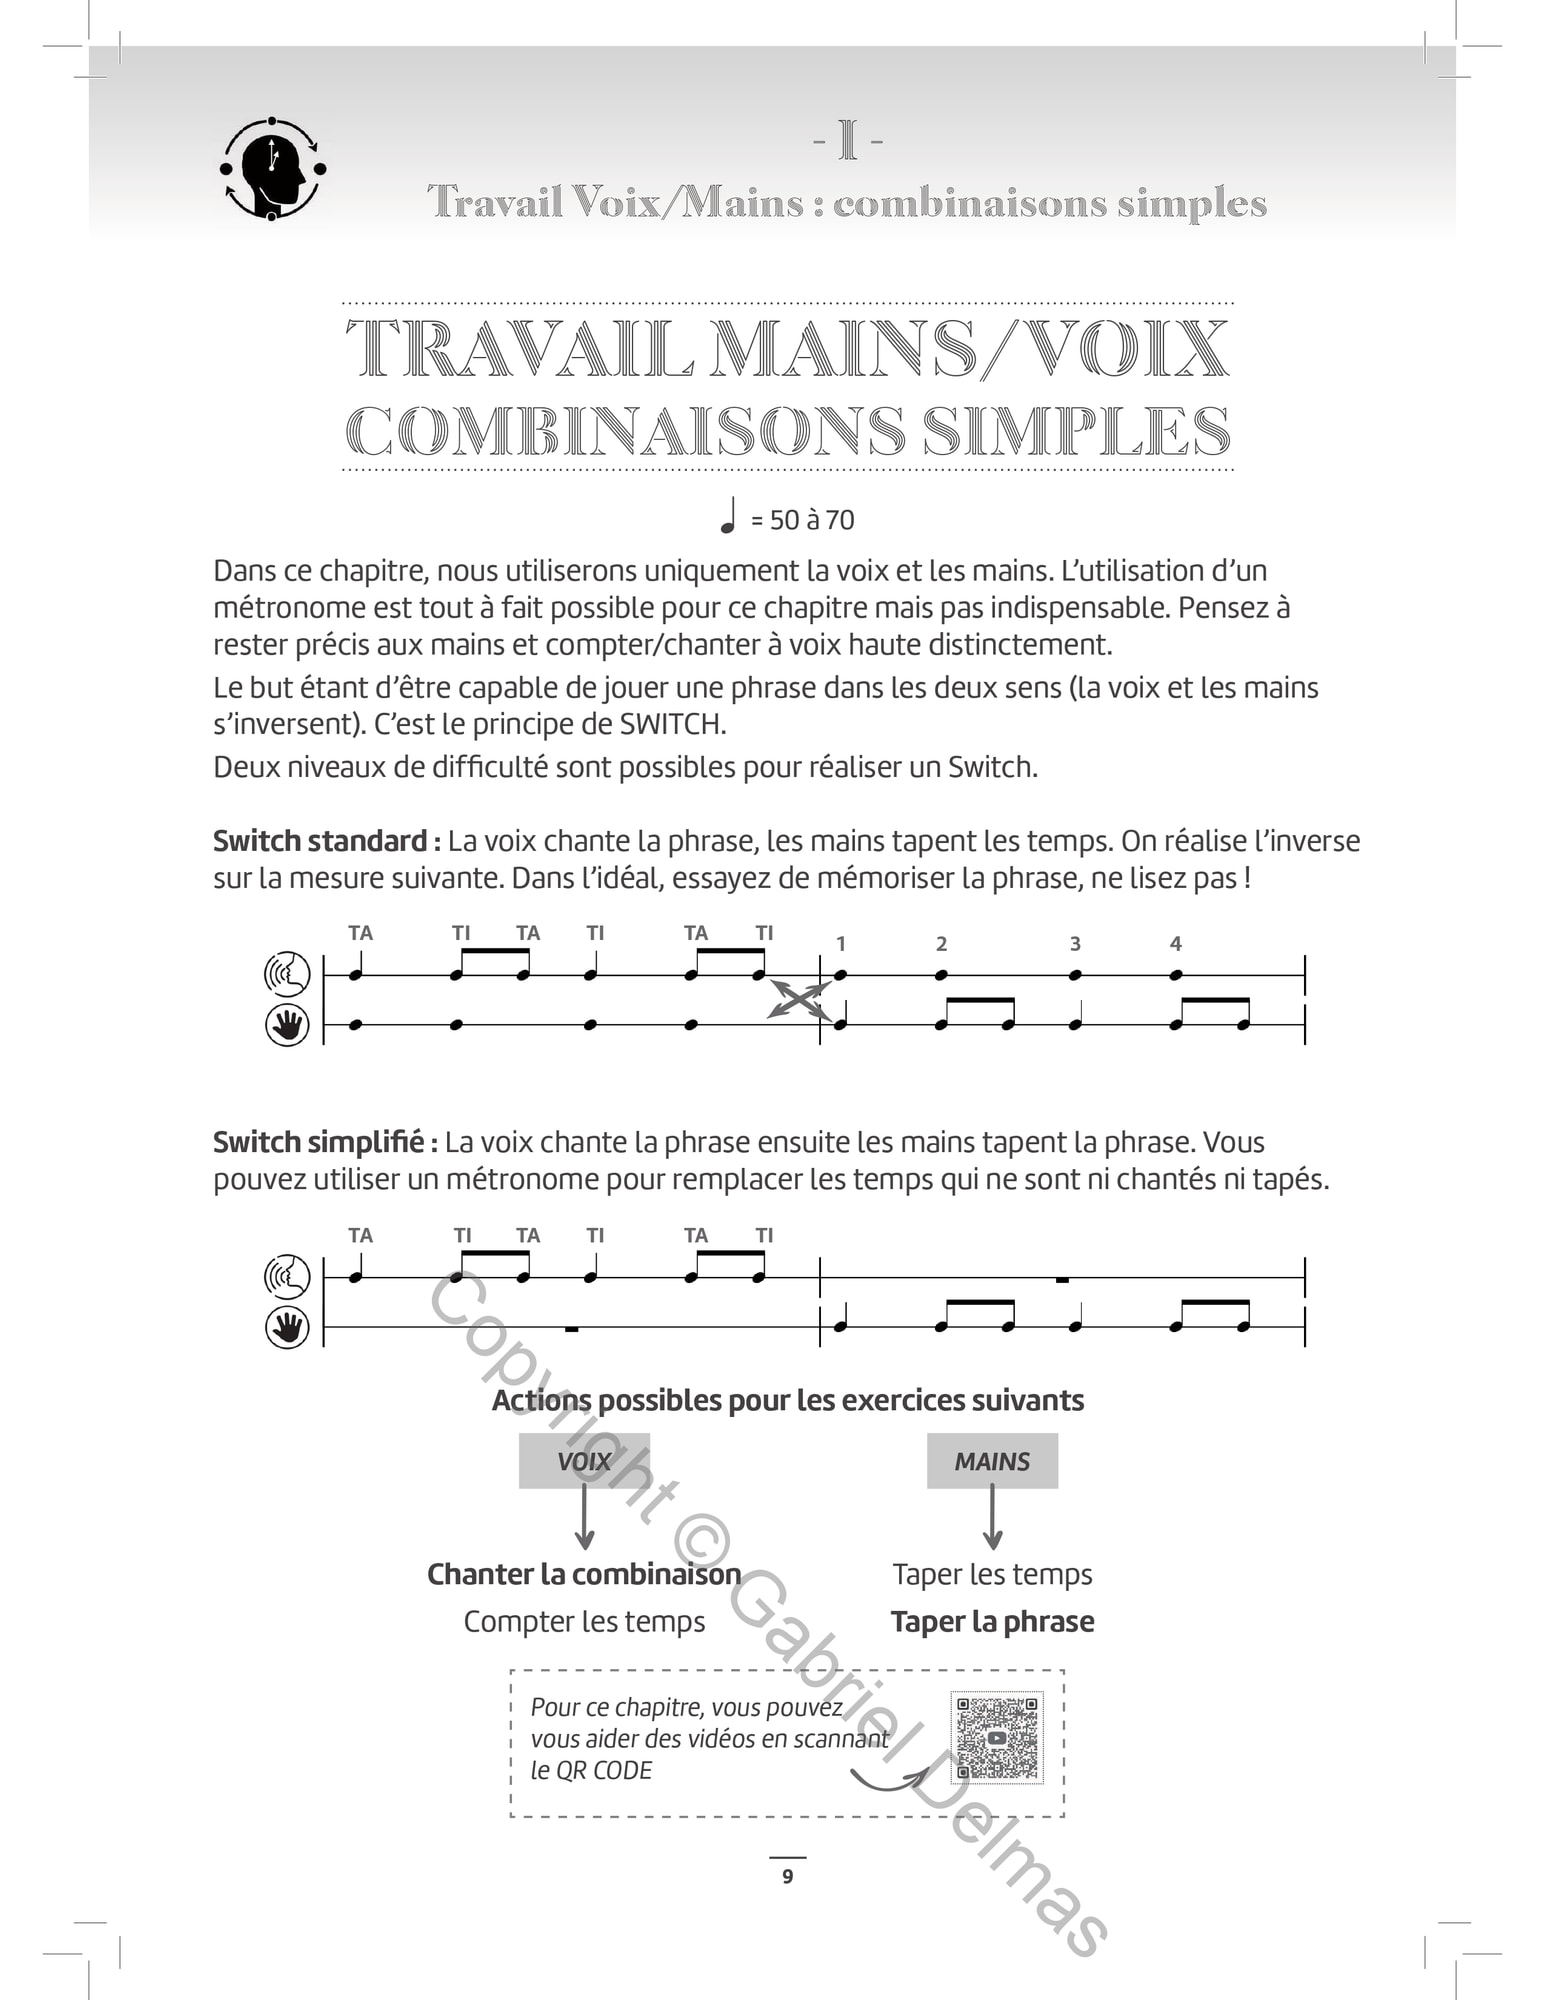 - I -
Travail Voix/Mains : combinaisons simples
TRAVAIL MAINS/VOIX
COMBINAISONS SIMPLES
= 50 à 70
Dans ce chapitre, nous utiliserons uniquement la voix et les mains. L’utilisation d’un
métronome est tout à fait possible pour ce chapitre mais pas indispensable. Pensez à
rester précis aux mains et compter/chanter à voix haute distinctement.
Le but étant d’être capable de jouer une phrase dans les deux sens (la voix et les mains
s’inversent). C’est le principe de SWITCH.
Deux niveaux de difficulté sont possibles pour réaliser un Switch.
Switch standard : La voix chante la phrase, les mains tapent les temps. On réalise l’inverse
sur la mesure suivante. Dans l’idéal, essayez de mémoriser la phrase, ne lisez pas !
TA TI TA TI TA TI 1 2 3 4
Switch simplifié : La voix chante la phrase ensuite les mains tapent la phrase. Vous
pouvez utiliser un métronome pour remplacer les temps qui ne sont ni chantés ni tapés.
TA TI TA TI TA TI
Actions possibles pour les exercices suivants
VOIX MAINS
Chanter la combinaison Taper les temps
Compter les temps Taper la phrase
Pour ce chapitre, vous pouvez
vous aider des vidéos en scannant
le QR CODE
9
Copyright © Gabriel Delmas